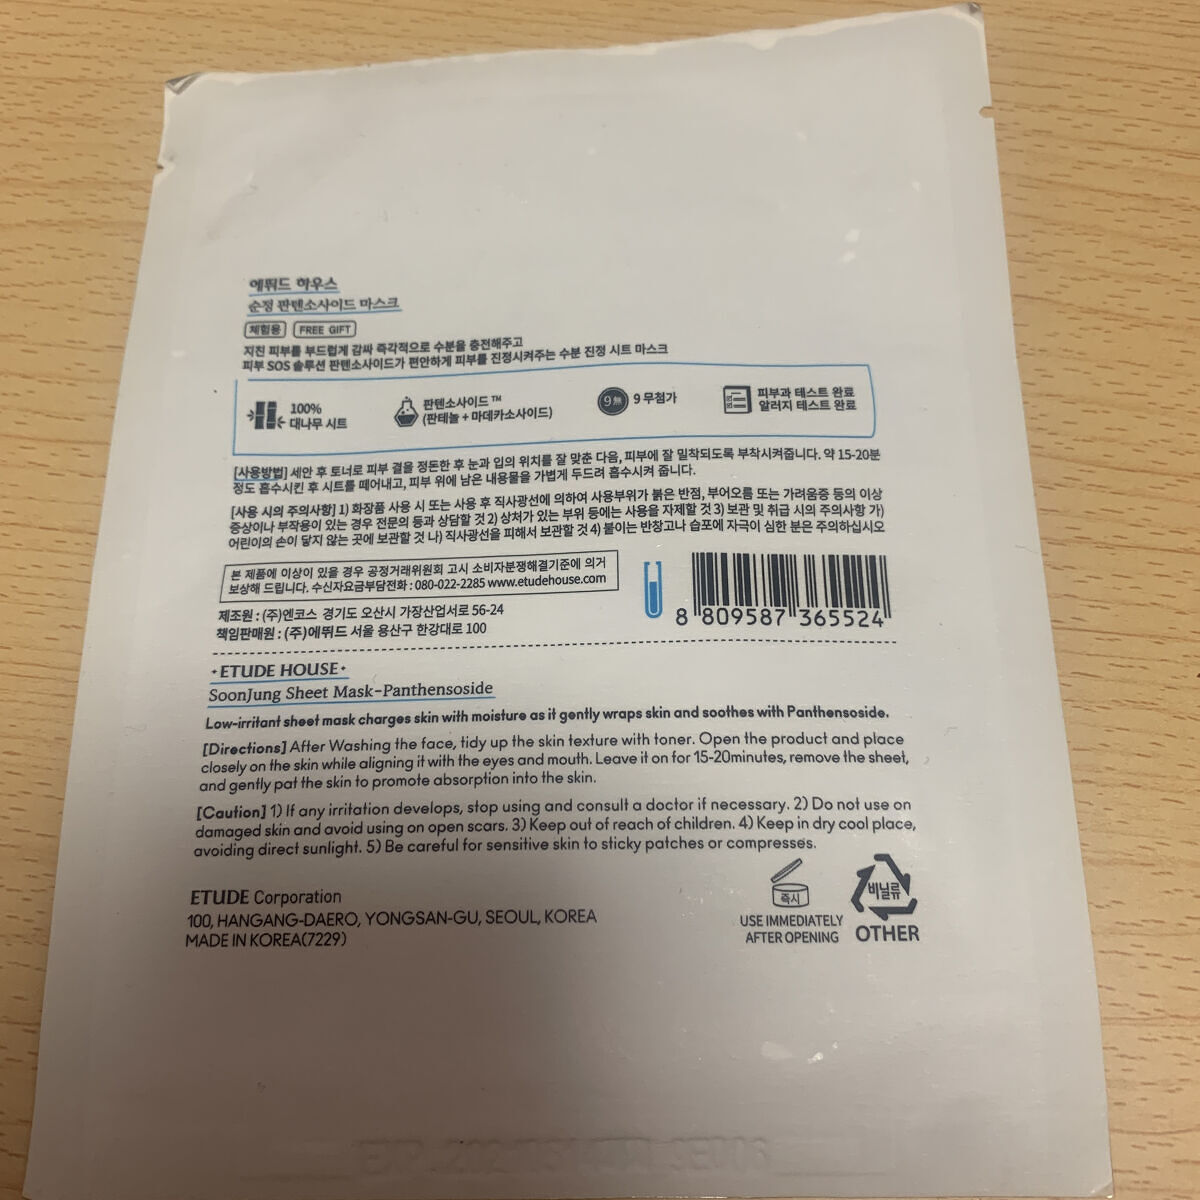 에뛰드 하우스
순정 판텐소사이드 마스크
체험용 FREE GIFT
지친 피부를 부드럽게 감싸 즉각적으로 수분을 충전해주고
피부 SOS 솔루션 판텐소사이드가 편안하게 피부를 진정시켜주는 수분 진정 시트 마스크
100%
대나무 시트
판텐소사이드™
(판테놀 + 마데카소사이드)
9無 9 무첨가
피부과 테스트 완료
알러지 테스트 완료
[사용방법] 세안 후 토너로 피부 결을 정돈한 후 눈과 입의 위치를 잘 맞춘 다음, 피부에 잘 밀착되도록 부착시켜줍니다. 약 15-20분
정도 흡수시킨 후 시트를 떼어내고, 피부 위에 남은 내용물을 가볍게 두드려 흡수시켜 줍니다.
[사용 시의 주의사항] 1) 화장품 사용 시 또는 사용 후 직사광선에 의하여 사용부위가 붉은 반점, 부어오름 또는 가려움증 등의 이상
증상이나 부작용이 있는 경우 전문의 등과 상담할 것 2) 상처가 있는 부위 등에는 사용을 자제할 것 3) 보관 및 취급 시의 주의사항 가)
어린이의 손이 닿지 않는 곳에 보관할 것 나) 직사광선을 피해서 보관할 것 4) 붙이는 반창고나 습포에 자극이 심한 분은 주의하십시오
본 제품에 이상이 있을 경우 공정거래위원회 고시 소비자분쟁해결기준에 의거
보상해 드립니다. 수신자요금부담전화 : 080-022-2285 www.etudehouse.com
제조원 : (주)엔코스 경기도 오산시 가장산업서로 56-24
책임판매원 : (주)에뛰드 서울 용산구 한강대로 100
8 809587 365524
ETUDE HOUSE
SoonJung Sheet Mask-Panthensoside
Low-irritant sheet mask charges skin with moisture as it gently wraps skin and soothes with Panthensoside.
[Directions] After Washing the face, tidy up the skin texture with toner. Open the product and place
closely on the skin while aligning it with the eyes and mouth. Leave it on for 15-20minutes, remove the sheet,
and gently pat the skin to promote absorption into the skin.
[Caution] 1) If any irritation develops, stop using and consult a doctor if necessary. 2) Do not use on
damaged skin and avoid using on open scars. 3) Keep out of reach of children. 4) Keep in dry cool place,
avoiding direct sunlight. 5) Be careful for sensitive skin to sticky patches or compresses.
ETUDE Corporation
100, HANGANG-DAERO, YONGSAN-GU, SEOUL, KOREA
MADE IN KOREA(7229)
즉시
USE IMMEDIATELY
AFTER OPENING
비닐류
OTHER